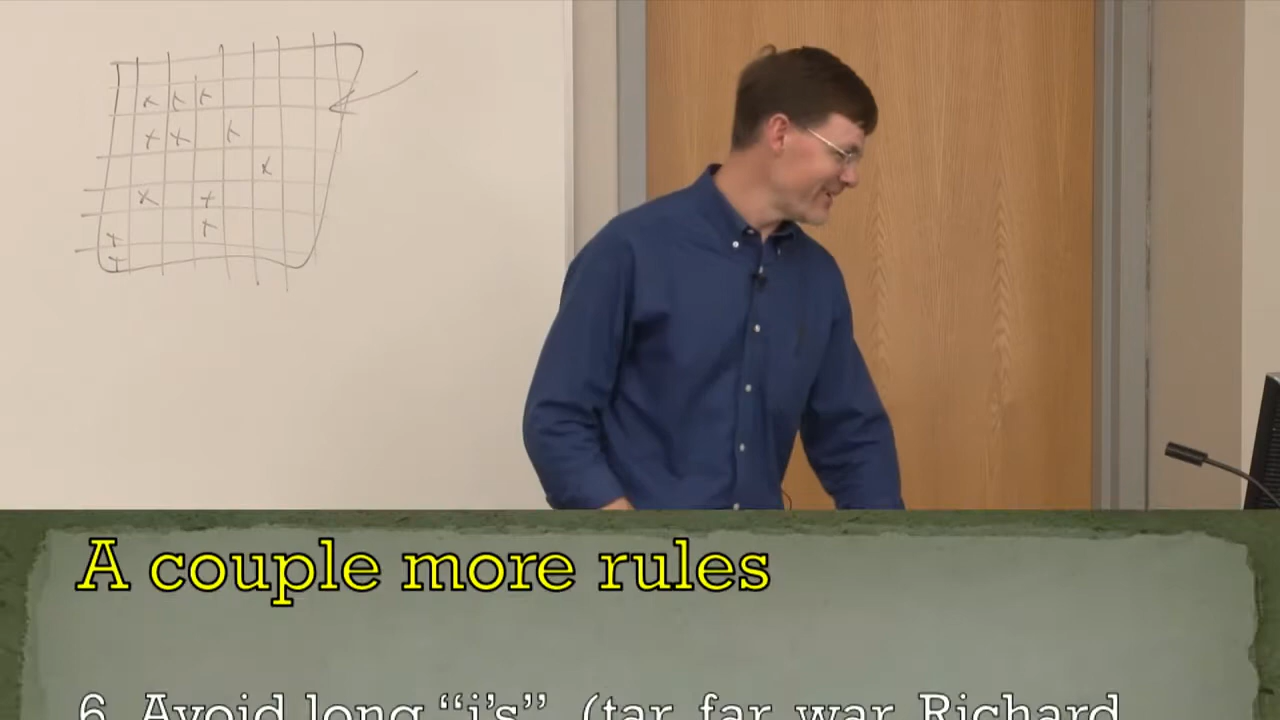 A couple more rules
6. Avoid long “i’s” (tar, far, war, Richard